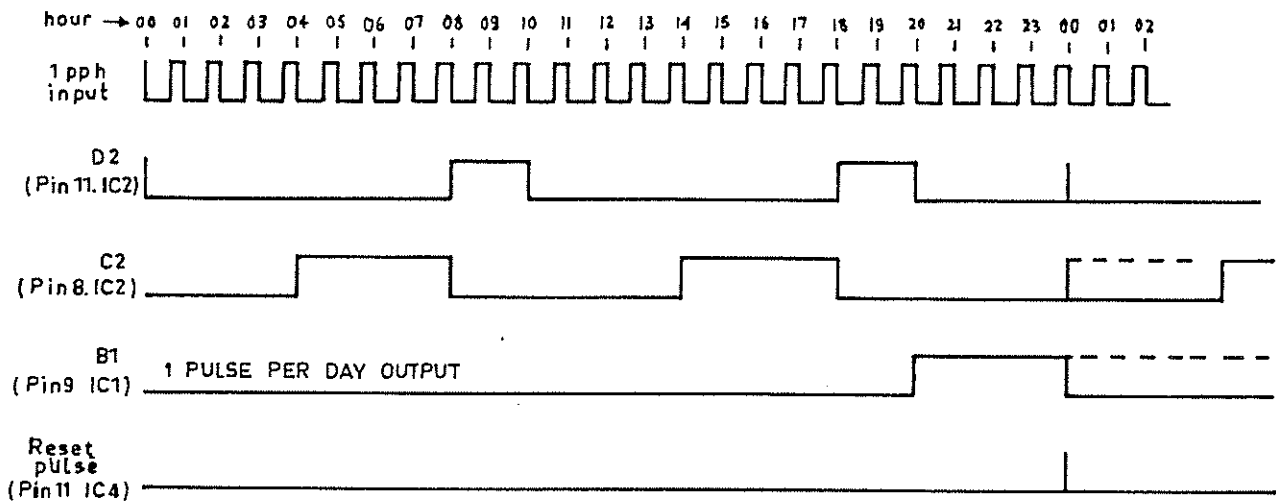 hour → 00 01 02 03 04 05 06 07 08 09 10 11 12 13 14 15 16 17 18 19 20 21 22 23 00 01 02
1 pph
input
D2
(Pin 11. IC2)
C2
(Pin 8. IC2)
B1
(Pin9 IC1)
1 PULSE PER DAY OUTPUT
Reset
pulse
(Pin 11 IC4)